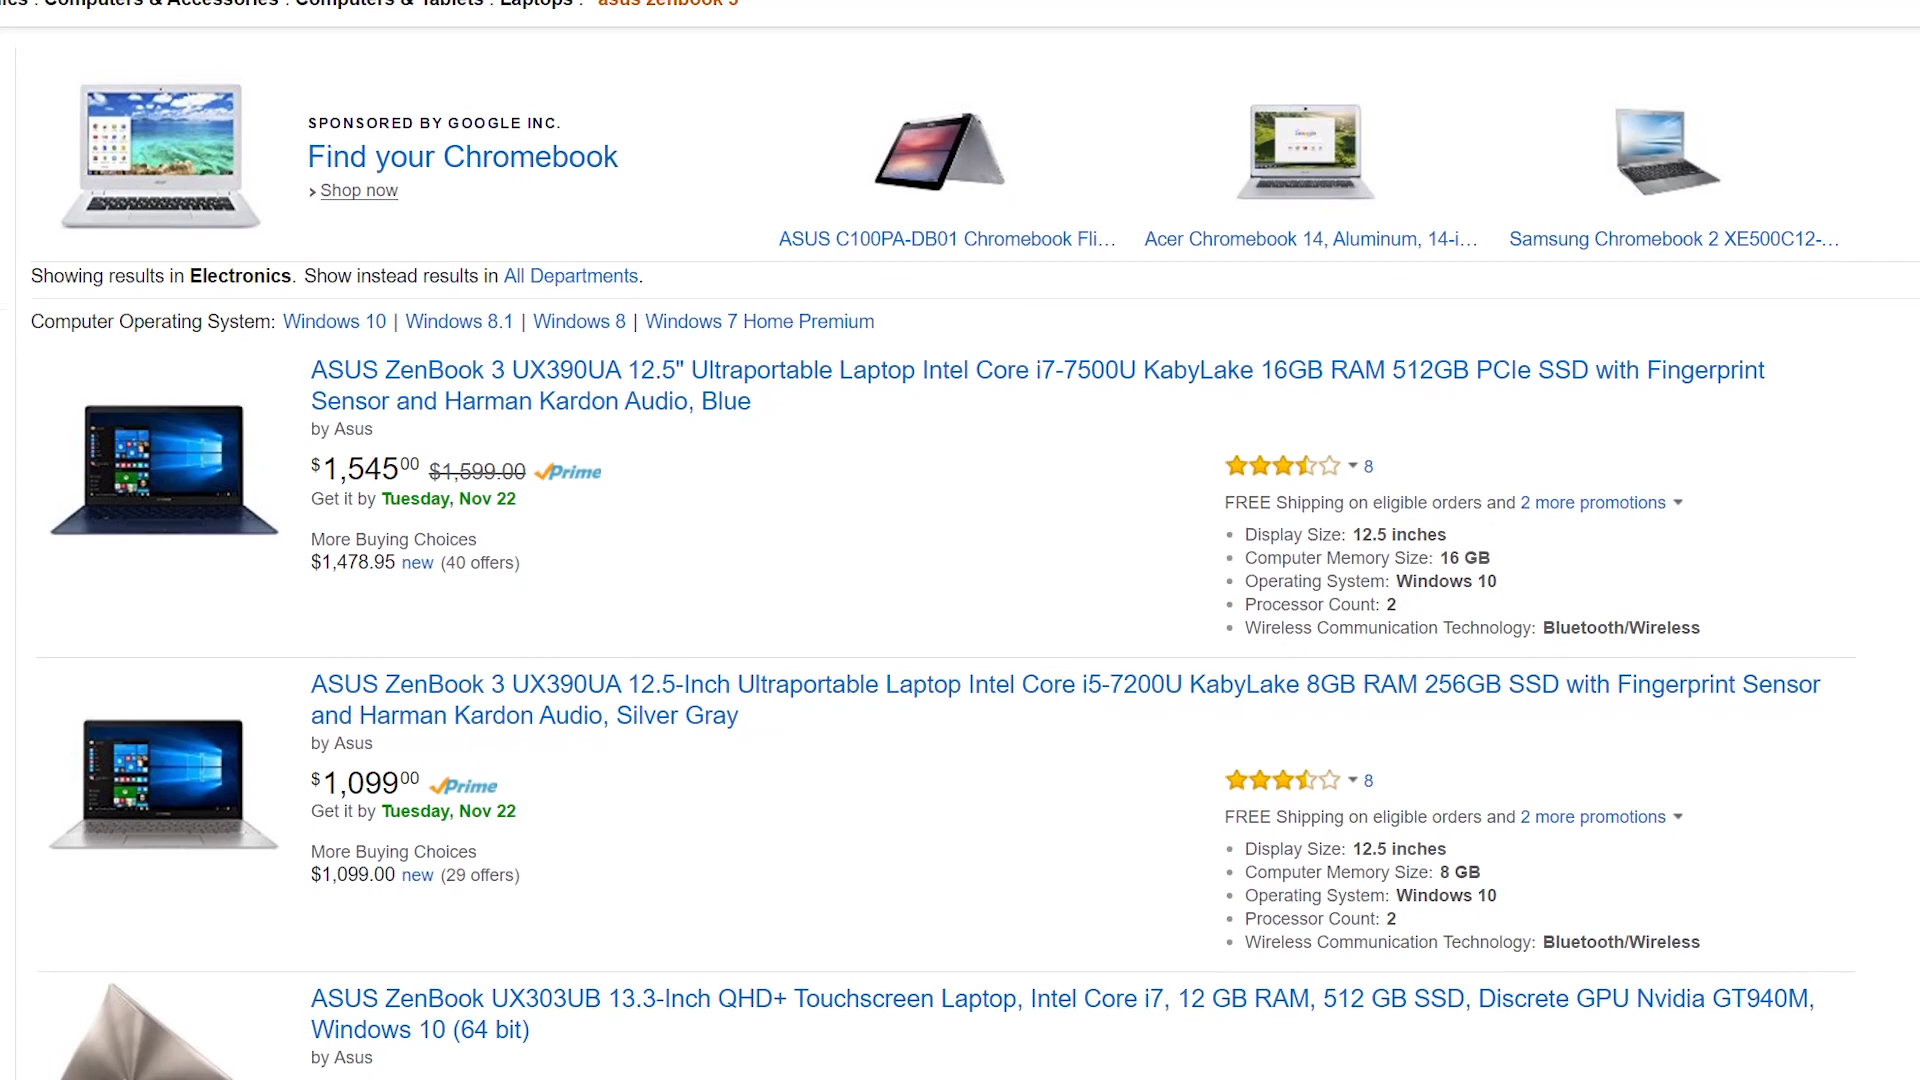 Computers & Accessories : Computers & Tablets : Laptops : asus zenbook 3
SPONSORED BY GOOGLE INC.
Find your Chromebook
› Shop now
ASUS C100PA-DB01 Chromebook Fli... Acer Chromebook 14, Aluminum, 14-i... Samsung Chromebook 2 XE500C12-...
Showing results in Electronics. Show instead results in All Departments.
Computer Operating System: Windows 10 | Windows 8.1 | Windows 8 | Windows 7 Home Premium
ASUS ZenBook 3 UX390UA 12.5" Ultraportable Laptop Intel Core i7-7500U KabyLake 16GB RAM 512GB PCIe SSD with Fingerprint
Sensor and Harman Kardon Audio, Blue
by Asus
$1,545 00 $1,599.00 Prime
Get it by Tuesday, Nov 22
More Buying Choices
$1,478.95 new (40 offers)
8
FREE Shipping on eligible orders and 2 more promotions
• Display Size: 12.5 inches
• Computer Memory Size: 16 GB
• Operating System: Windows 10
• Processor Count: 2
• Wireless Communication Technology: Bluetooth/Wireless
ASUS ZenBook 3 UX390UA 12.5-Inch Ultraportable Laptop Intel Core i5-7200U KabyLake 8GB RAM 256GB SSD with Fingerprint Sensor
and Harman Kardon Audio, Silver Gray
by Asus
$1,099 00 Prime
Get it by Tuesday, Nov 22
More Buying Choices
$1,099.00 new (29 offers)
8
FREE Shipping on eligible orders and 2 more promotions
• Display Size: 12.5 inches
• Computer Memory Size: 8 GB
• Operating System: Windows 10
• Processor Count: 2
• Wireless Communication Technology: Bluetooth/Wireless
ASUS ZenBook UX303UB 13.3-Inch QHD+ Touchscreen Laptop, Intel Core i7, 12 GB RAM, 512 GB SSD, Discrete GPU Nvidia GT940M,
Windows 10 (64 bit)
by Asus